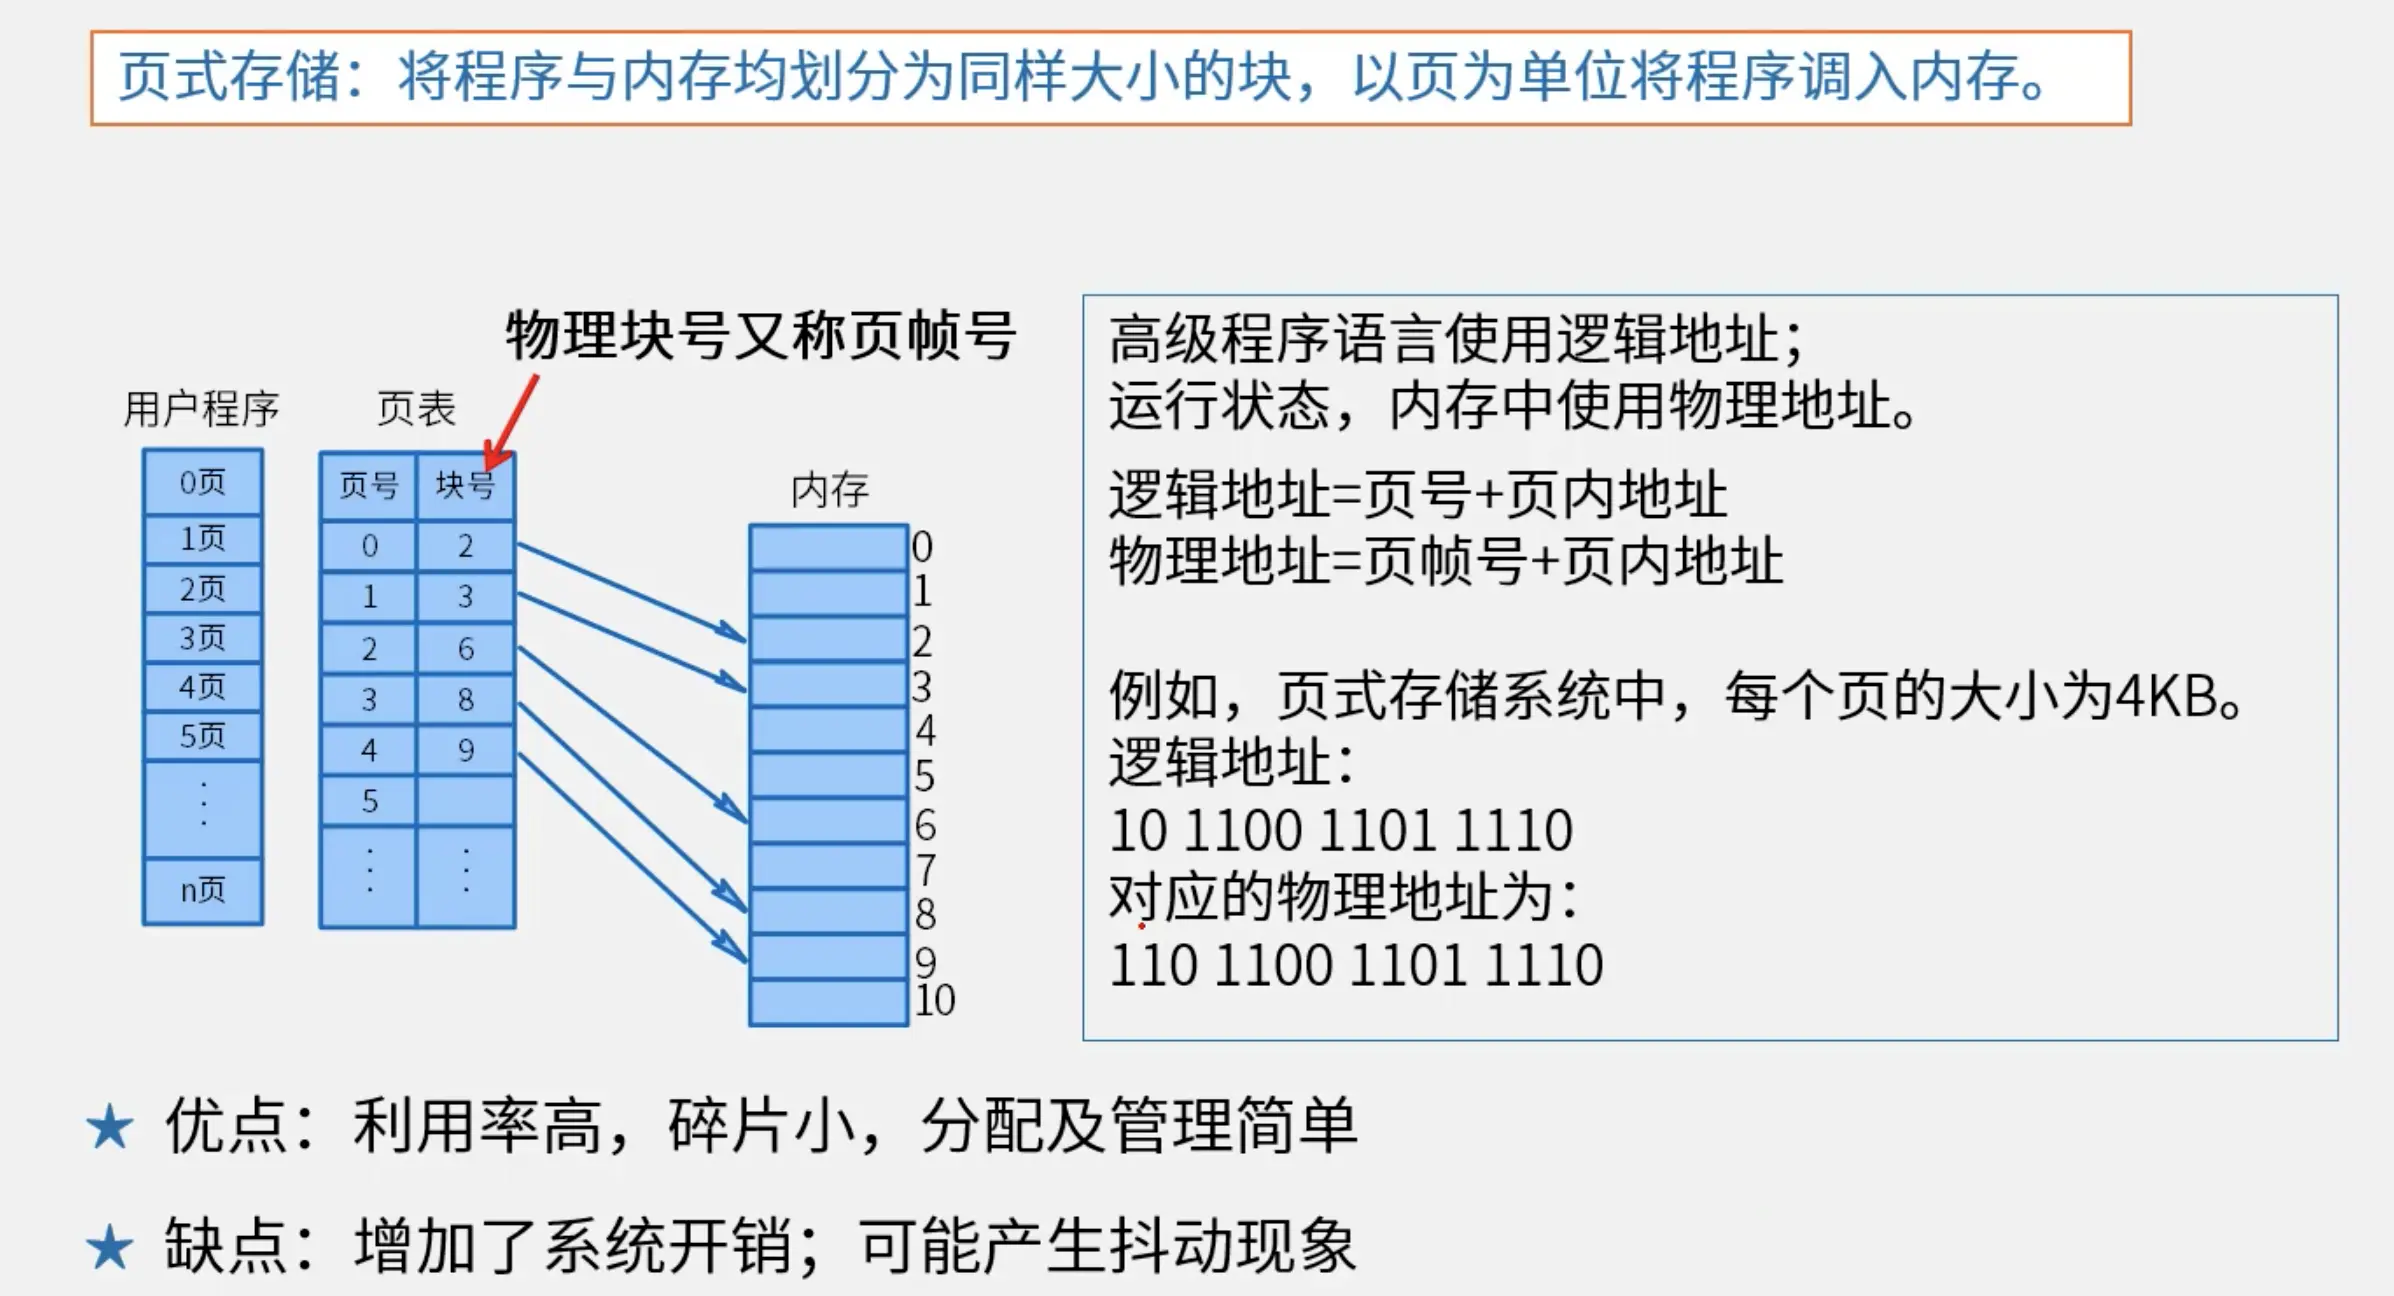 页式存储：将程序与内存均划分为同样大小的块，以页为单位将程序调入内存。
物理块号又称页帧号
用户程序
0页
1页
2页
3页
4页
5页
⋮
n页
页表
页号 块号
0 2
1 3
2 6
3 8
4 9
5
⋮ ⋮
内存
0
1
2
3
4
5
6
7
8
9
10
高级程序语言使用逻辑地址；
运行状态，内存中使用物理地址。
逻辑地址=页号+页内地址
物理地址=页帧号+页内地址
例如，页式存储系统中，每个页的大小为4KB。
逻辑地址：
10 1100 1101 1110
对应的物理地址为：
110 1100 1101 1110
★ 优点：利用率高，碎片小，分配及管理简单
★ 缺点：增加了系统开销；可能产生抖动现象